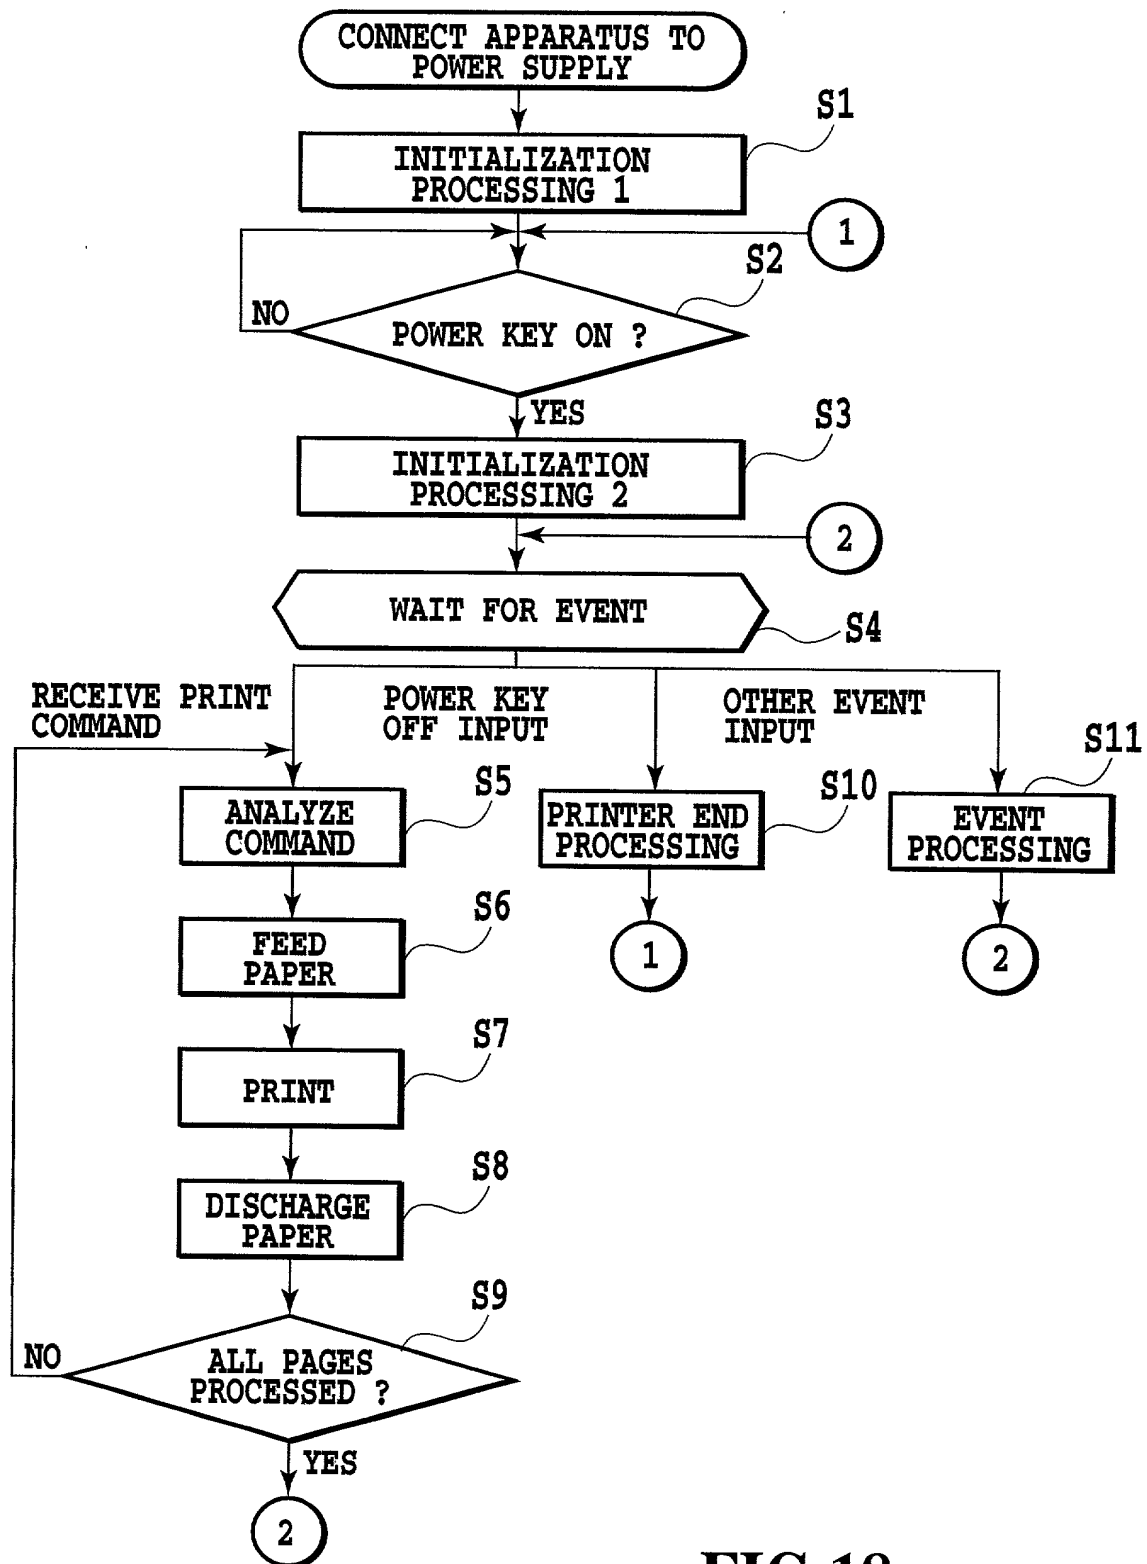 CONNECT APPARATUS TO
POWER SUPPLY
S1
INITIALIZATION
PROCESSING 1
1
S2
NO
POWER KEY ON ?
YES
S3
INITIALIZATION
PROCESSING 2
2
WAIT FOR EVENT
S4
RECEIVE PRINT
COMMAND
POWER KEY
OFF INPUT
OTHER EVENT
INPUT
S5
ANALYZE
COMMAND
S10
PRINTER END
PROCESSING
S11
EVENT
PROCESSING
S6
FEED
PAPER
1
2
S7
PRINT
S8
DISCHARGE
PAPER
S9
NO
ALL PAGES
PROCESSED ?
YES
2